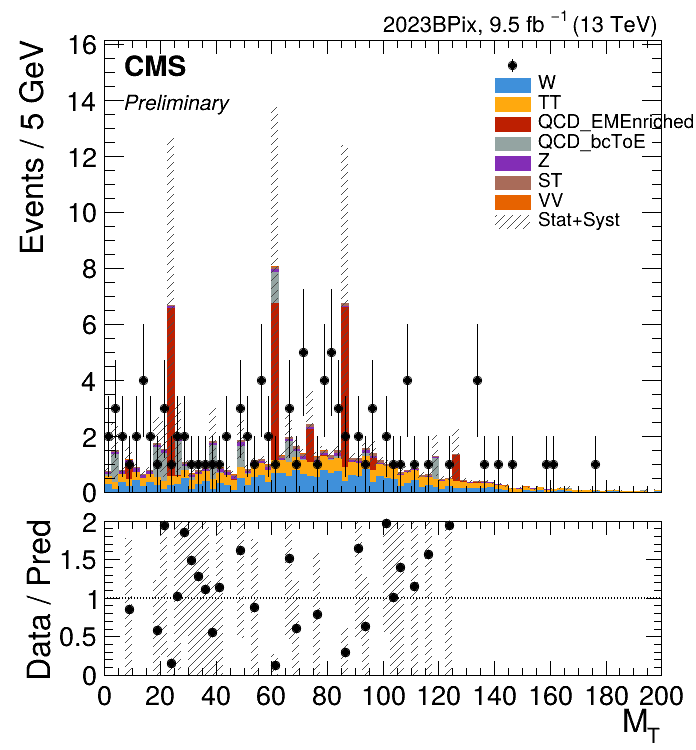 2023BPix, 9.5 fb⁻¹ (13 TeV)
Events / 5 GeV
CMS
Preliminary
W
TT
QCD_EMEnriched
QCD_bcToE
Z
ST
VV
Stat+Syst
16
14
12
10
8
6
4
2
0
Data / Pred
2
1.5
1
0.5
0
0 20 40 60 80 100 120 140 160 180 200
M_T